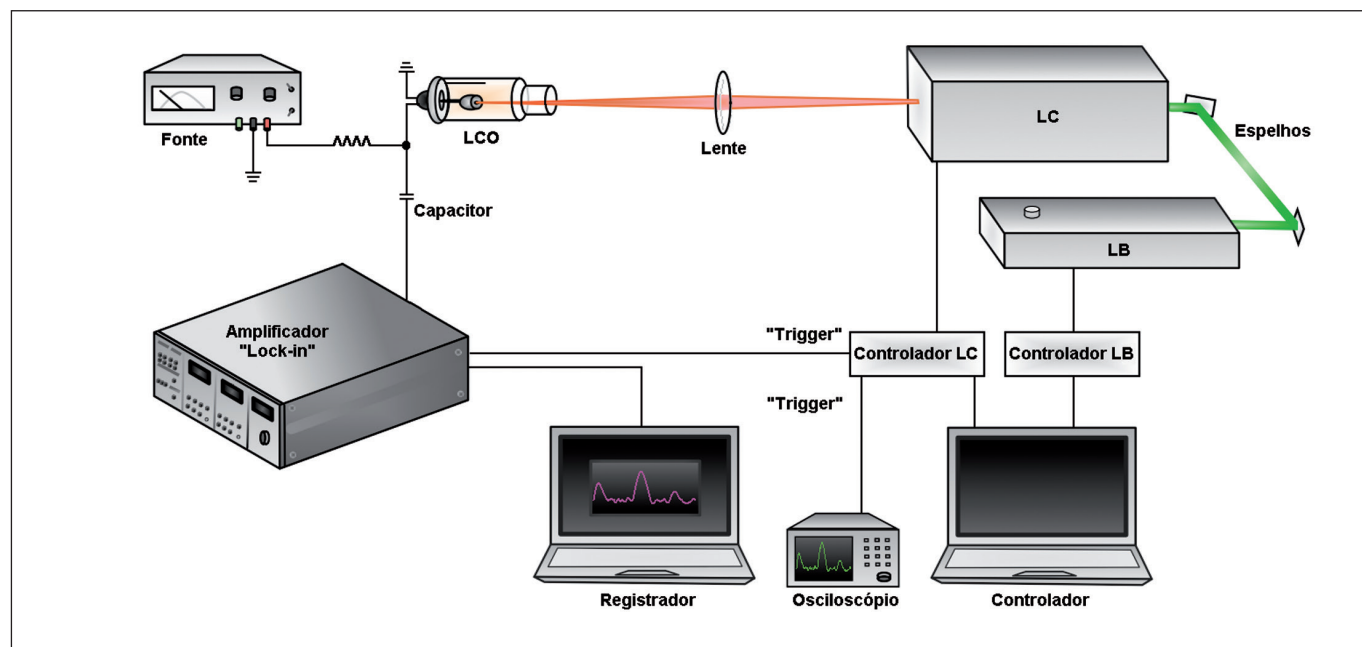 Fonte
LCO
Lente
LC
Espelhos
Capacitor
LB
Amplificador
"Lock-in"
"Trigger"
Controlador LC
Controlador LB
"Trigger"
Registrador
Osciloscópio
Controlador